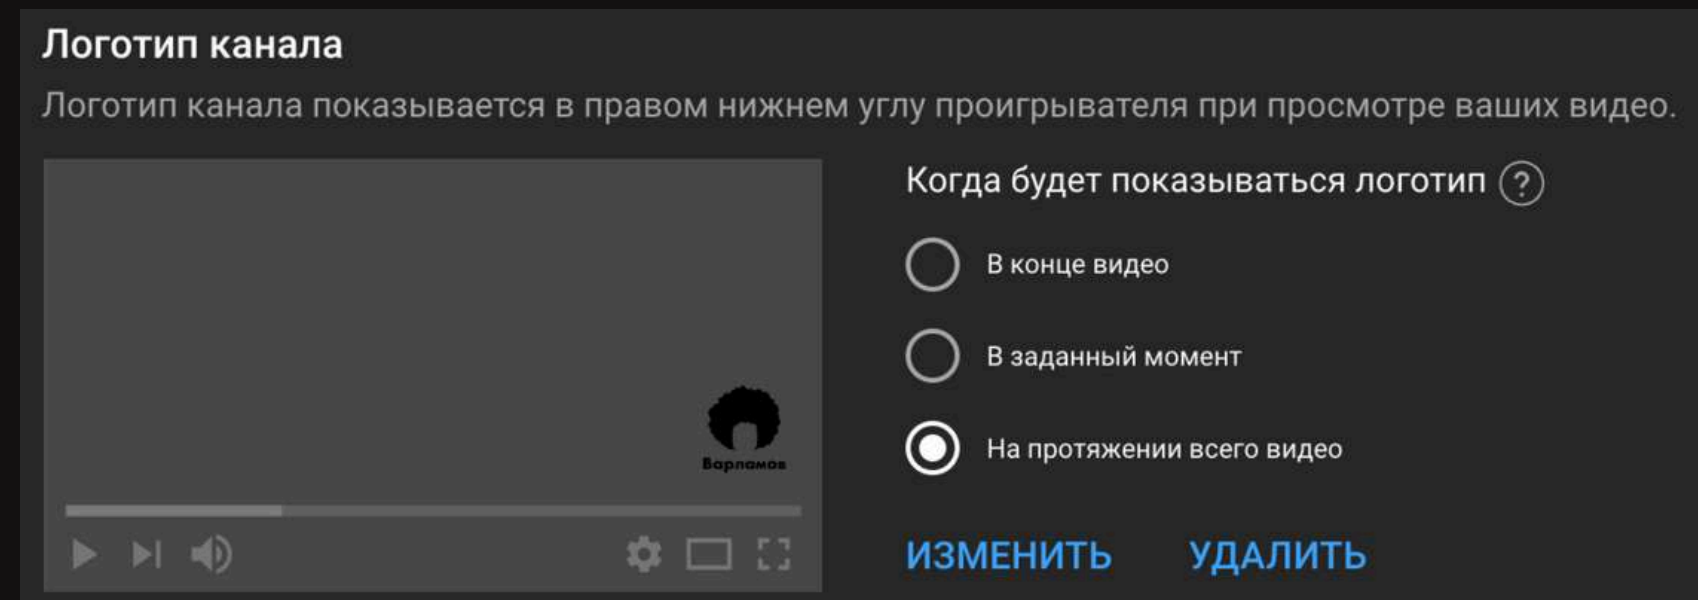 Логотип канала
Логотип канала показывается в правом нижнем углу проигрывателя при просмотре ваших видео.
Когда будет показываться логотип ?
В конце видео
В заданный момент
На протяжении всего видео
Варламов
ИЗМЕНИТЬ УДАЛИТЬ